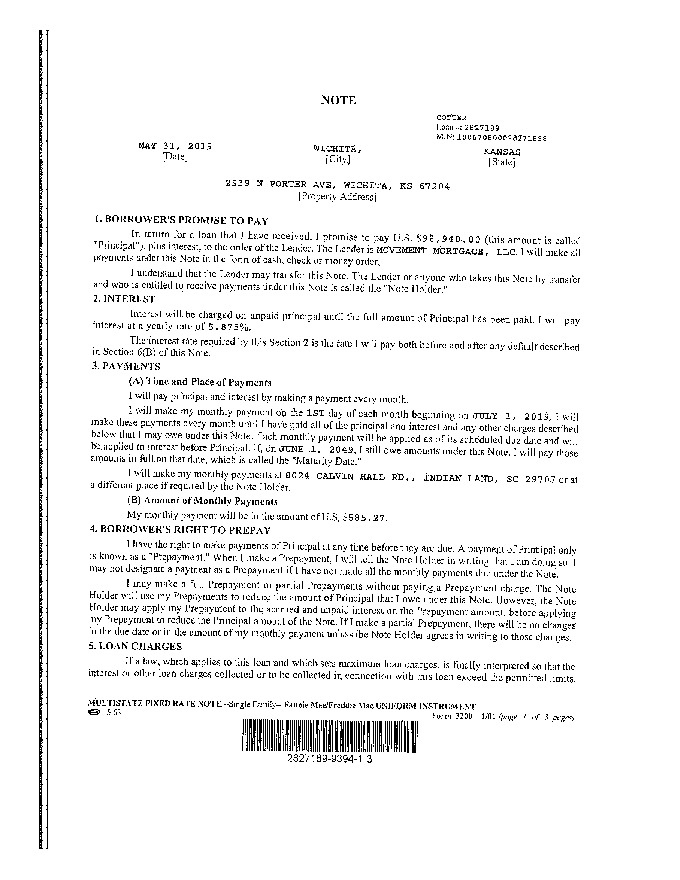 NOTE
COTTER
Loan #: 2827189
MIN:
MAY 31, 2019 WICHITA, KANSAS
[Date] [City] [State]
2539 N PORTER AVE, WICHITA, KS 67204
[Property Address]
1. BORROWER'S PROMISE TO PAY
In return for a loan that I have received, I promise to pay U.S. (this amount is called
"Principal"), plus interest, to the order of the Lender. The Lender is MOVEMENT MORTGAGE, LLC. I will make all
payments under this Note in the form of cash, check or money order.
I understand that the Lender may transfer this Note. The Lender or anyone who takes this Note by transfer
and who is entitled to receive payments under this Note is called the "Note Holder."
2. INTEREST
Interest will be charged on unpaid principal until the full amount of Principal has been paid. I will pay
interest at a yearly rate of 5.875%.
The interest rate required by this Section 2 is the rate I will pay both before and after any default described
in Section 6(B) of this Note.
3. PAYMENTS
(A) Time and Place of Payments
I will pay principal and interest by making a payment every month.
I will make my monthly payment on the 1ST day of each month beginning on JULY 1, 2019. I will
make these payments every month until I have paid all of the principal and interest and any other charges described
below that I may owe under this Note. Each monthly payment will be applied as of its scheduled due date and will
be applied to interest before Principal. If, on JUNE 1, 2049, I still owe amounts under this Note, I will pay those
amounts in full on that date, which is called the "Maturity Date."
I will make my monthly payments at 8024 CALVIN HALL RD., INDIAN LAND, SC 29707 or at
a different place if required by the Note Holder.
(B) Amount of Monthly Payments
My monthly payment will be in the amount of U.S. $585.27.
4. BORROWER'S RIGHT TO PREPAY
I have the right to make payments of Principal at any time before they are due. A payment of Principal only
is known as a "Prepayment." When I make a Prepayment, I will tell the Note Holder in writing that I am doing so. I
may not designate a payment as a Prepayment if I have not made all the monthly payments due under the Note.
I may make a full Prepayment or partial Prepayments without paying a Prepayment charge. The Note
Holder will use my Prepayments to reduce the amount of Principal that I owe under this Note. However, the Note
Holder may apply my Prepayment to the accrued and unpaid interest on the Prepayment amount, before applying
my Prepayment to reduce the Principal amount of the Note. If I make a partial Prepayment, there will be no changes
in the due date or in the amount of my monthly payment unless the Note Holder agrees in writing to those changes.
5. LOAN CHARGES
If a law, which applies to this loan and which sets maximum loan charges, is finally interpreted so that the
interest or other loan charges collected or to be collected in connection with this loan exceed the permitted limits,
MULTISTATE FIXED RATE NOTE--Single Family--Fannie Mae/Freddie Mac UNIFORM INSTRUMENT
Form 3200 1/01 (page 1 of 3 pages)
2827189-9394-1.3